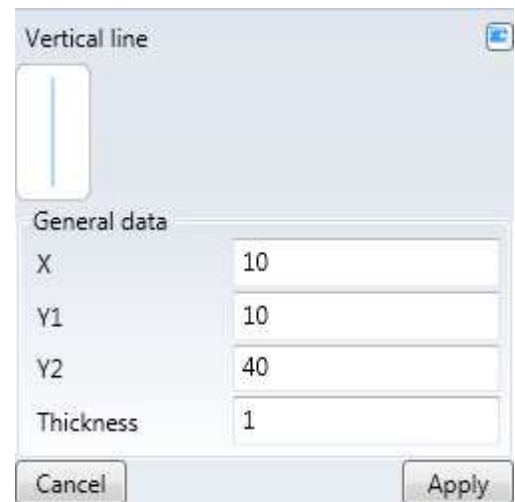 Vertical line
General data
X 10
Y1 10
Y2 40
Thickness 1
Cancel Apply